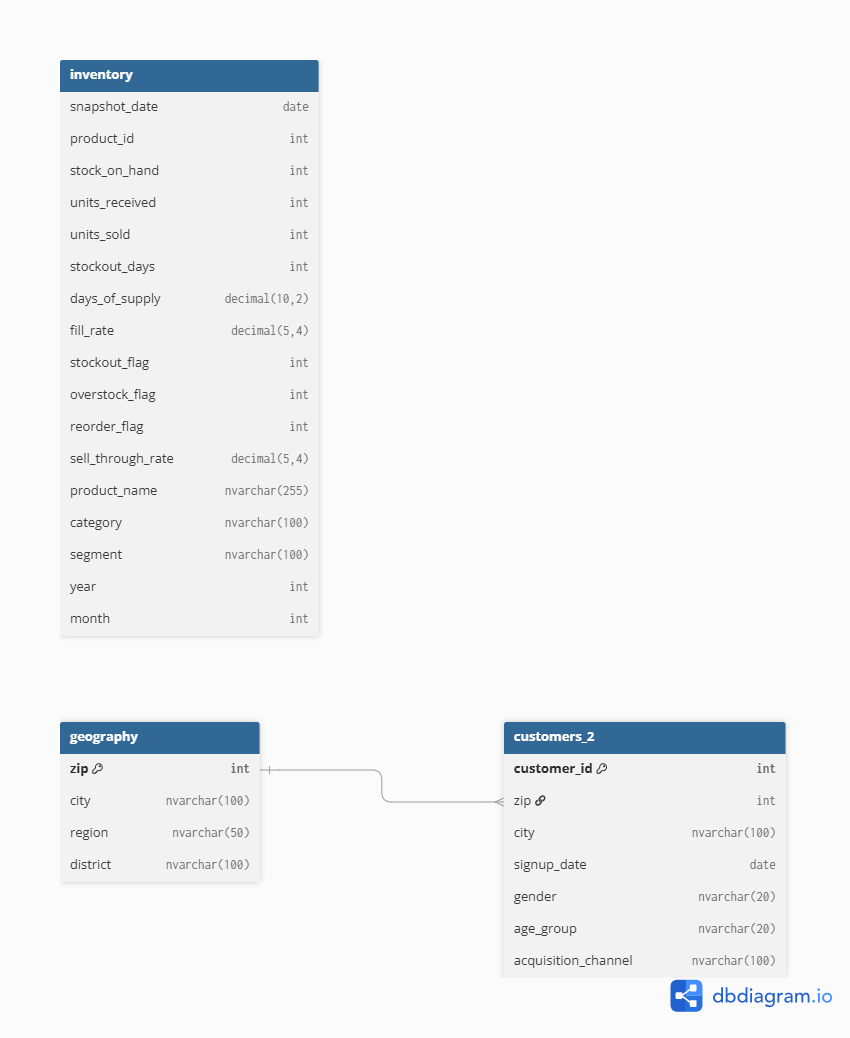 inventory
snapshot_date date
product_id int
stock_on_hand int
units_received int
units_sold int
stockout_days int
days_of_supply decimal(10,2)
fill_rate decimal(5,4)
stockout_flag int
overstock_flag int
reorder_flag int
sell_through_rate decimal(5,4)
product_name nvarchar(255)
category nvarchar(100)
segment nvarchar(100)
year int
month int
geography
zip int
city nvarchar(100)
region nvarchar(50)
district nvarchar(100)
customers_2
customer_id int
zip int
city nvarchar(100)
signup_date date
gender nvarchar(20)
age_group nvarchar(20)
acquisition_channel nvarchar(100)
dbdiagram.io